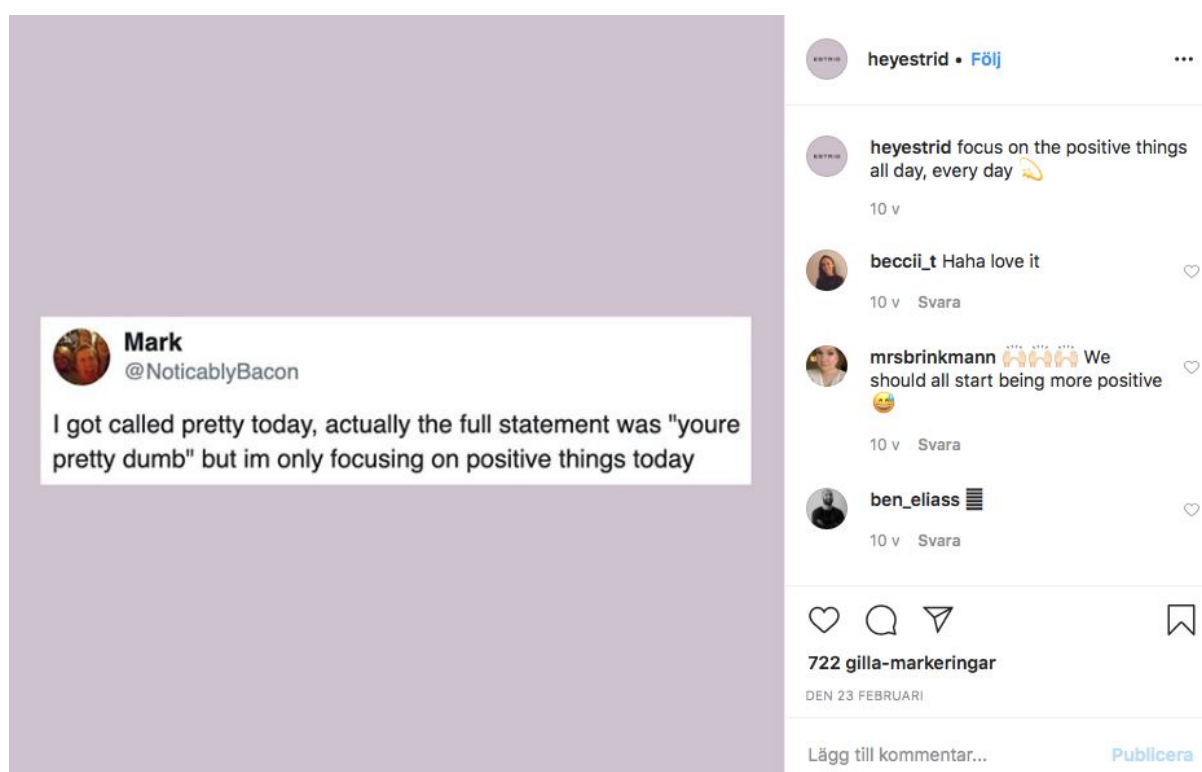 Mark
@NoticablyBacon
I got called pretty today, actually the full statement was "youre
pretty dumb" but im only focusing on positive things today
ESTRID
heyestrid • Följ
ESTRID
heyestrid focus on the positive things
all day, every day 💫
10 v
beccii_t Haha love it
10 v Svara
mrsbrinkmann 🙌🏻🙌🏻🙌🏻 We
should all start being more positive
😅
10 v Svara
ben_eliass
10 v Svara
722 gilla-markeringar
DEN 23 FEBRUARI
Lägg till kommentar...
Publicera